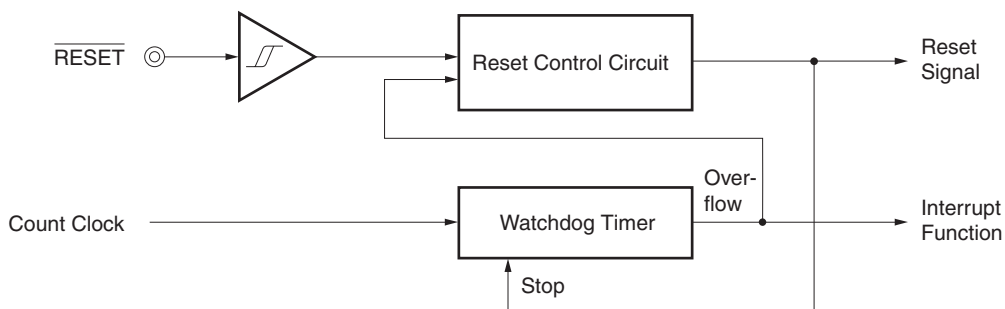 RESET
Reset Control Circuit
Reset
Signal
Over-
flow
Count Clock
Watchdog Timer
Interrupt
Function
Stop